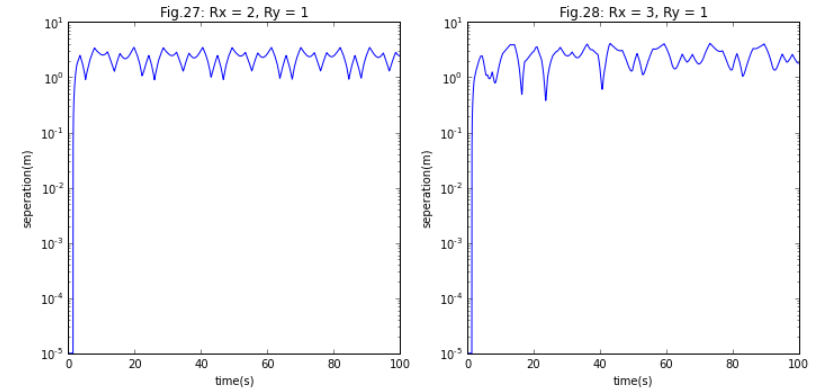 Fig.27: Rx = 2, Ry = 1
10^1
10^0
10^-1
10^-2
10^-3
10^-4
10^-5
seperation(m)
0 20 40 60 80 100
time(s)
Fig.28: Rx = 3, Ry = 1
10^1
10^0
10^-1
10^-2
10^-3
10^-4
10^-5
seperation(m)
0 20 40 60 80 100
time(s)